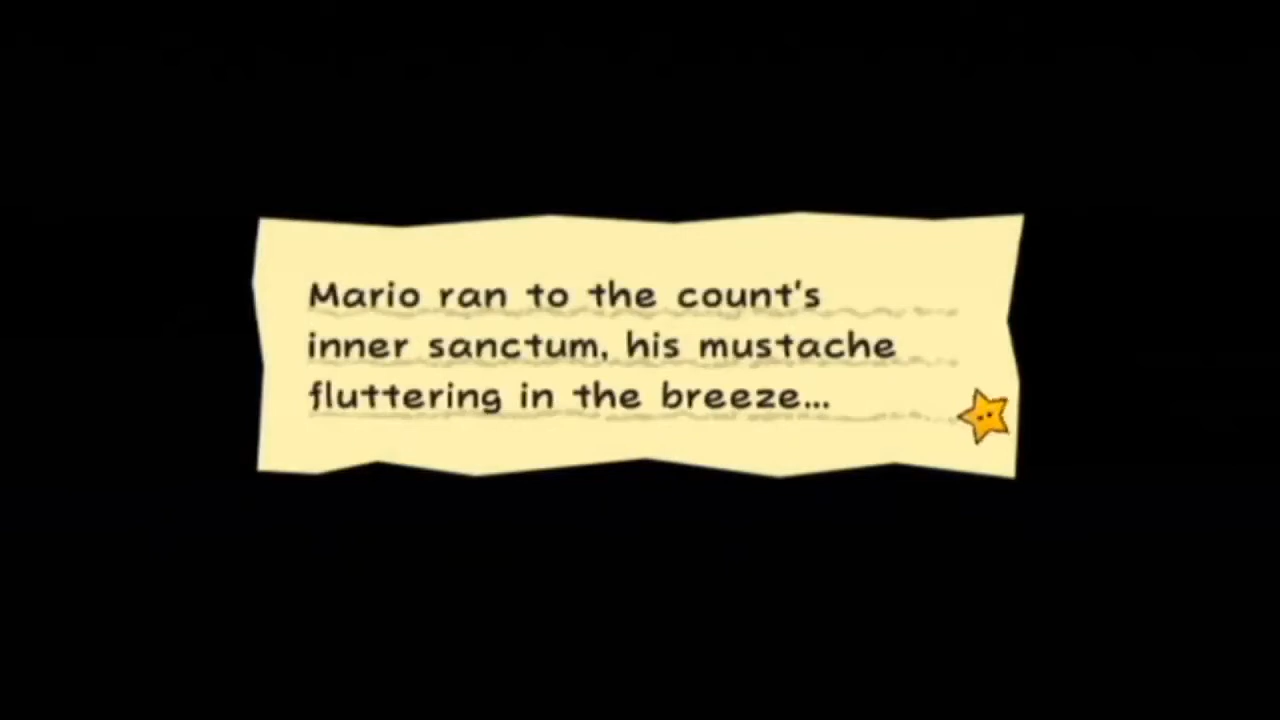 Mario ran to the count's
inner sanctum, his mustache
fluttering in the breeze...